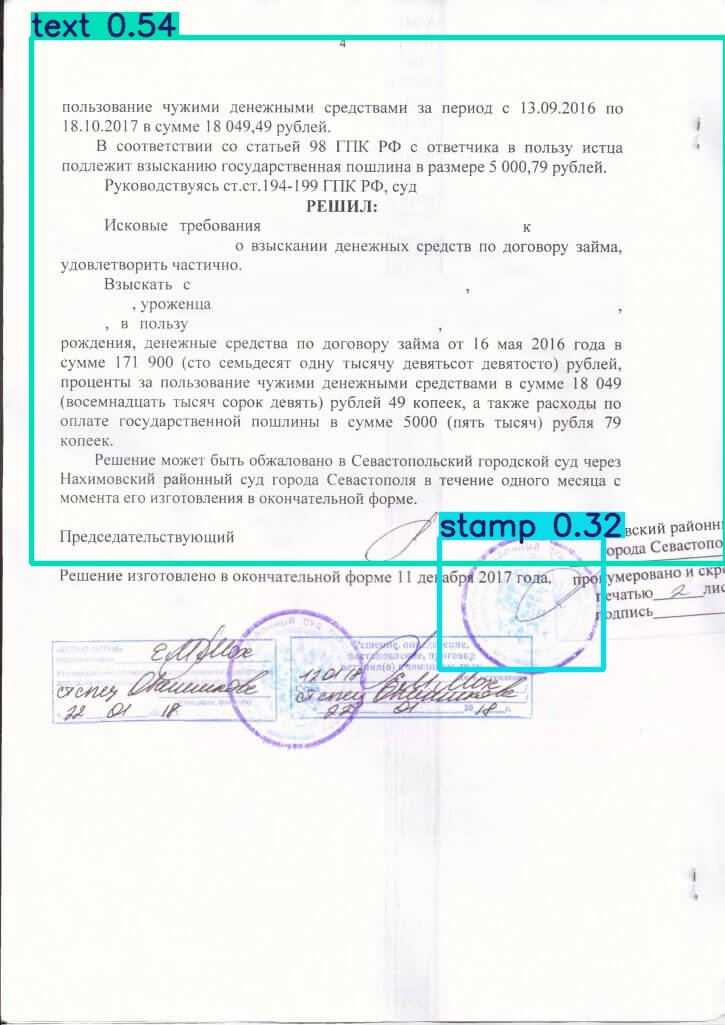 text 0.54
4
пользование чужими денежными средствами за период с 13.09.2016 по
18.10.2017 в сумме 18 049,49 рублей.
В соответствии со статьей 98 ГПК РФ с ответчика в пользу истца
подлежит взысканию государственная пошлина в размере 5 000,79 рублей.
Руководствуясь ст.ст.194-199 ГПК РФ, суд
РЕШИЛ:
Исковые требования к
о взыскании денежных средств по договору займа,
удовлетворить частично.
Взыскать с ,
, уроженца ,
, в пользу ,
рождения, денежные средства по договору займа от 16 мая 2016 года в
сумме 171 900 (сто семьдесят одну тысячу девятьсот девятосто) рублей,
проценты за пользование чужими денежными средствами в сумме 18 049
(восемнадцать тысяч сорок девять) рублей 49 копеек, а также расходы по
оплате государственной пошлины в сумме 5000 (пять тысяч) рубля 79
копеек.
Решение может быть обжаловано в Севастопольский городской суд через
Нахимовский районный суд города Севастополя в течение одного месяца с
момента его изготовления в окончательной форме.
stamp 0.32
вский районны
Председательствующий
города Севастопо
Решение изготовлено в окончательной форме 11 декабря 2017 года.
пронумеровано и скре
печатью 2 лис
подпись
Решение, определение,
постановление, приговор
вступил(о) в законную силу
12 01 18
22 01 18
22 01 2018 г.